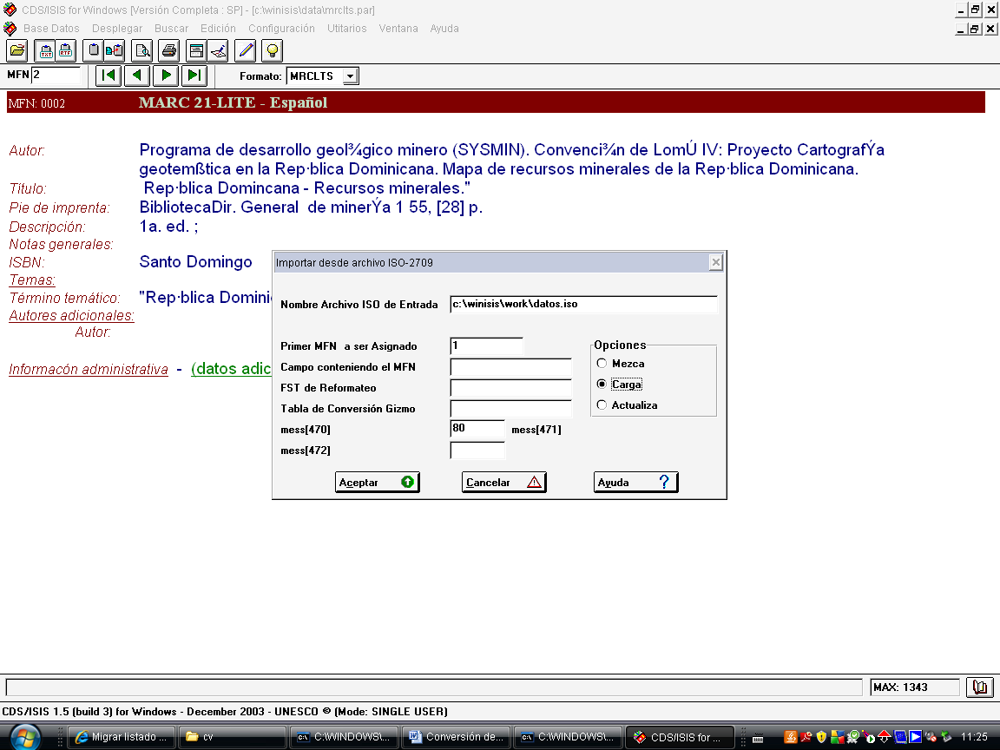 CDS/ISIS for Windows [Versión Completa : SP] - [c:\winisis\data\mrclts.par]
Base Datos Desplegar Buscar Edición Configuración Utitarios Ventana Ayuda
TXT RTF
MFN 2 Formato: MRCLTS
MFN: 0002 MARC 21-LITE - Español
Autor: Programa de desarrollo geol¾gico minero (SYSMIN). Convenci¾n de LomÚ IV: Proyecto CartografÝa
geotemßtica en la Rep·blica Dominicana. Mapa de recursos minerales de la Rep·blica Dominicana.
Título: Rep·blica Domincana - Recursos minerales."
Pie de imprenta: BibliotecaDir. General de minerÝa 1 55, [28] p.
Descripción: 1a. ed. ;
Notas generales:
ISBN: Santo Domingo
Temas:
Término temático: "Rep·blica Domini
Autores adicionales:
Autor:
Informacón administrativa - (datos adic
Importar desde archivo ISO-2709
Nombre Archivo ISO de Entrada c:\winisis\work\datos.iso
Primer MFN a ser Asignado 1
Campo conteniendo el MFN
FST de Reformateo
Tabla de Conversión Gizmo
mess[470] 80 mess[471]
mess[472]
Opciones
Mezca
Carga
Actualiza
Aceptar Cancelar Ayuda
MAX: 1343
CDS/ISIS 1.5 (build 3) for Windows - December 2003 - UNESCO © (Mode: SINGLE USER)
Migrar listado ... cv C:\WINDOWS\... Conversión de... C:\WINDOWS\... CDS/ISIS for ... 11:25